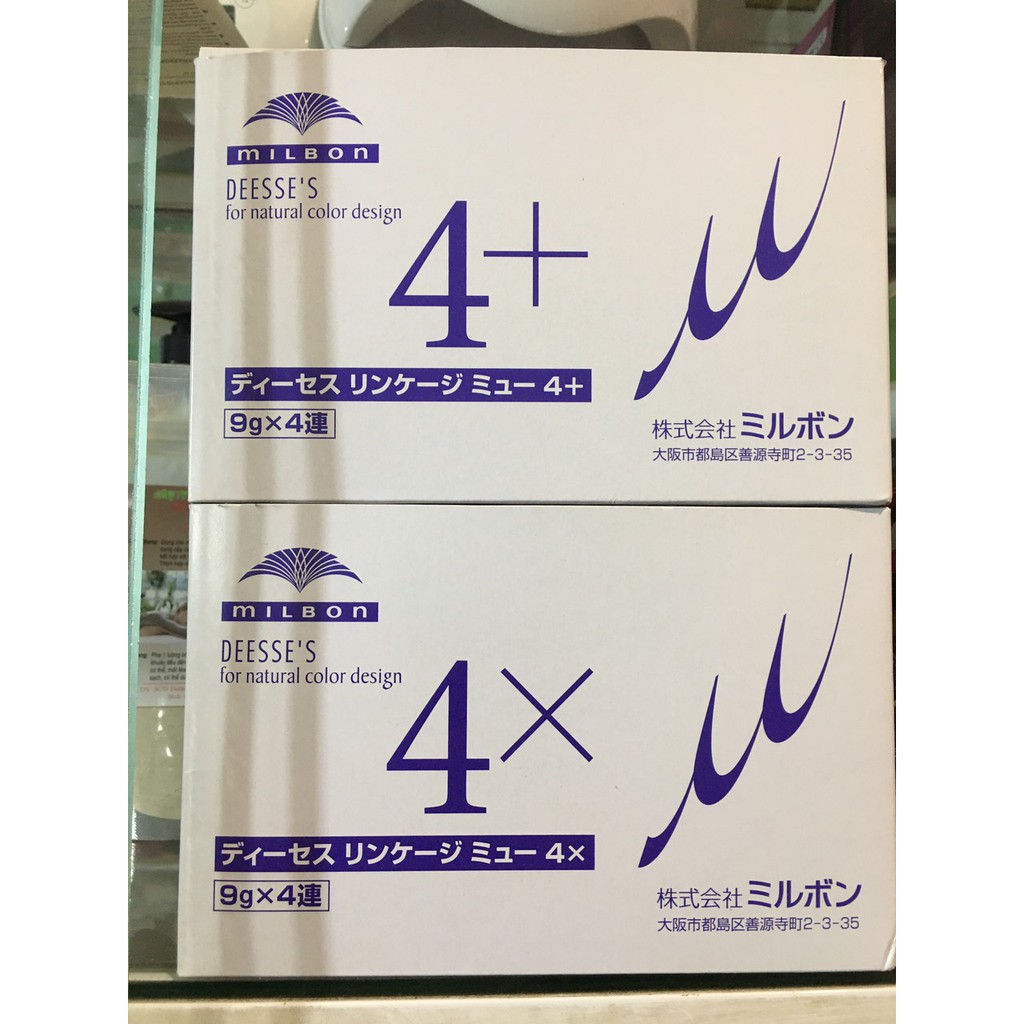 MILBON
DEESSE'S
for natural color design
4+
μ
ディーセス リンケージ ミュー 4+
9g×4連
株式会社 ミルボン
大阪市都島区善源寺町2-3-35
MILBON
DEESSE'S
for natural color design
4×
μ
ディーセス リンケージ ミュー 4×
9g×4連
株式会社 ミルボン
大阪市都島区善源寺町2-3-35